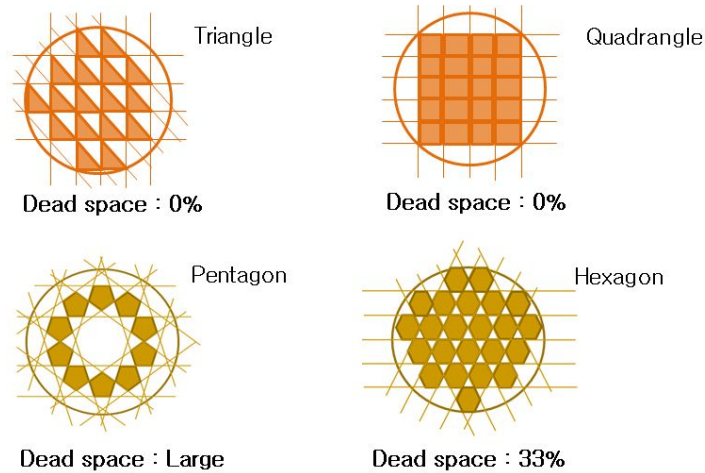 Triangle
Quadrangle
Dead space : 0%
Dead space : 0%
Pentagon
Hexagon
Dead space : Large
Dead space : 33%